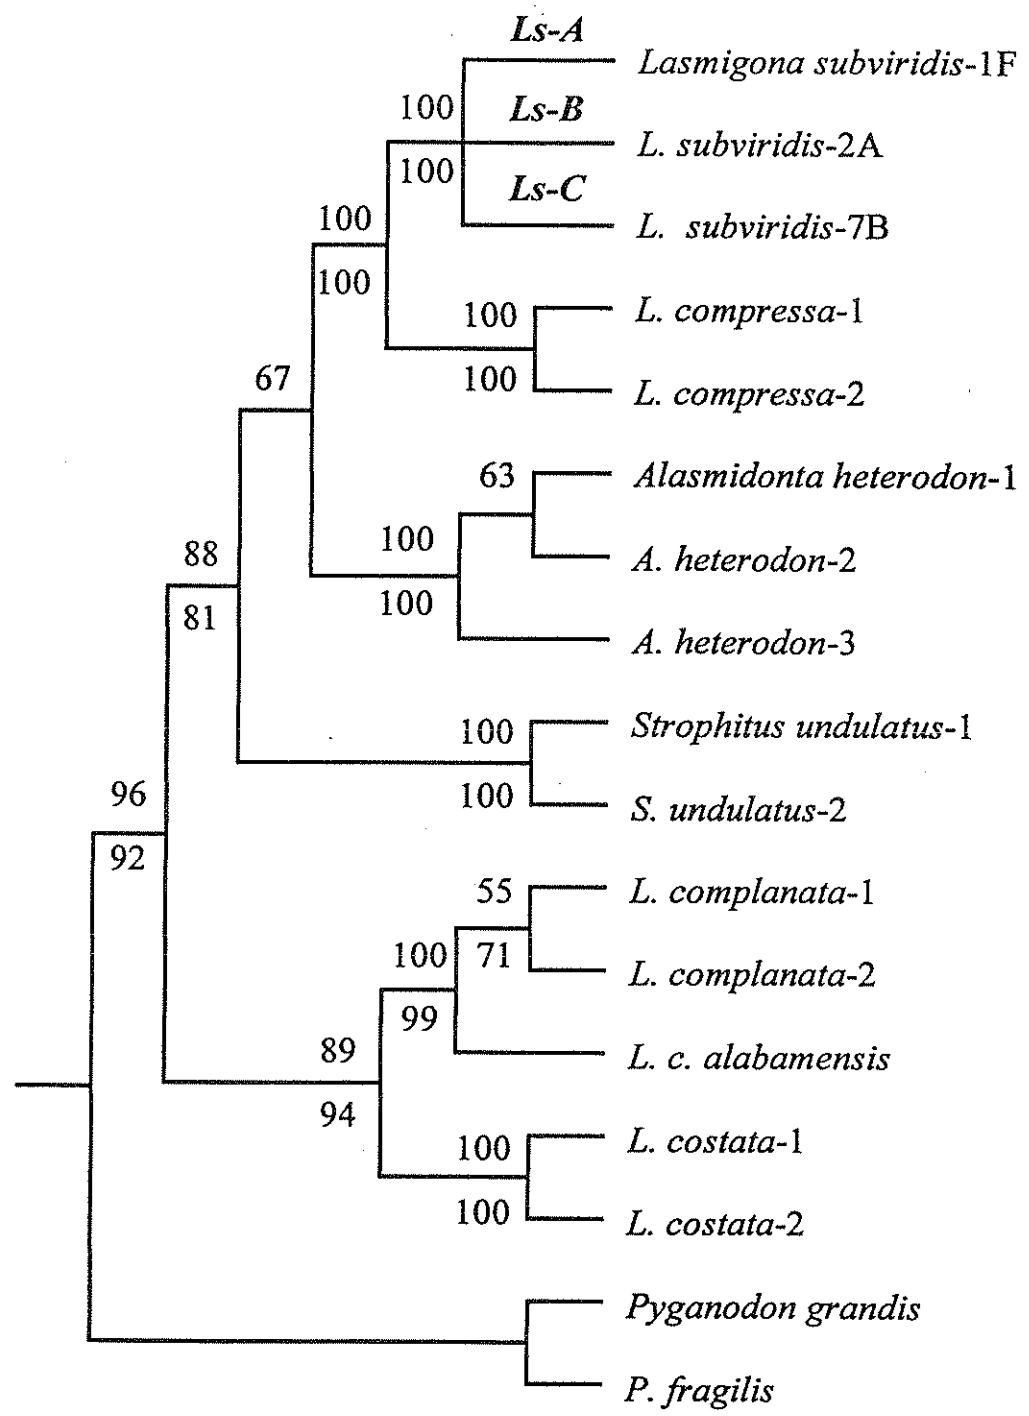 Ls-A
Lasmigona subviridis-1F
100
Ls-B
L. subviridis-2A
100
Ls-C
100
L. subviridis-7B
100
100
L. compressa-1
67
100
L. compressa-2
63
Alasmidonta heterodon-1
100
88
A. heterodon-2
100
81
A. heterodon-3
100
Strophitus undulatus-1
96
100
S. undulatus-2
92
55
L. complanata-1
100
71
L. complanata-2
99
89
L. c. alabamensis
94
100
L. costata-1
100
L. costata-2
Pyganodon grandis
P. fragilis